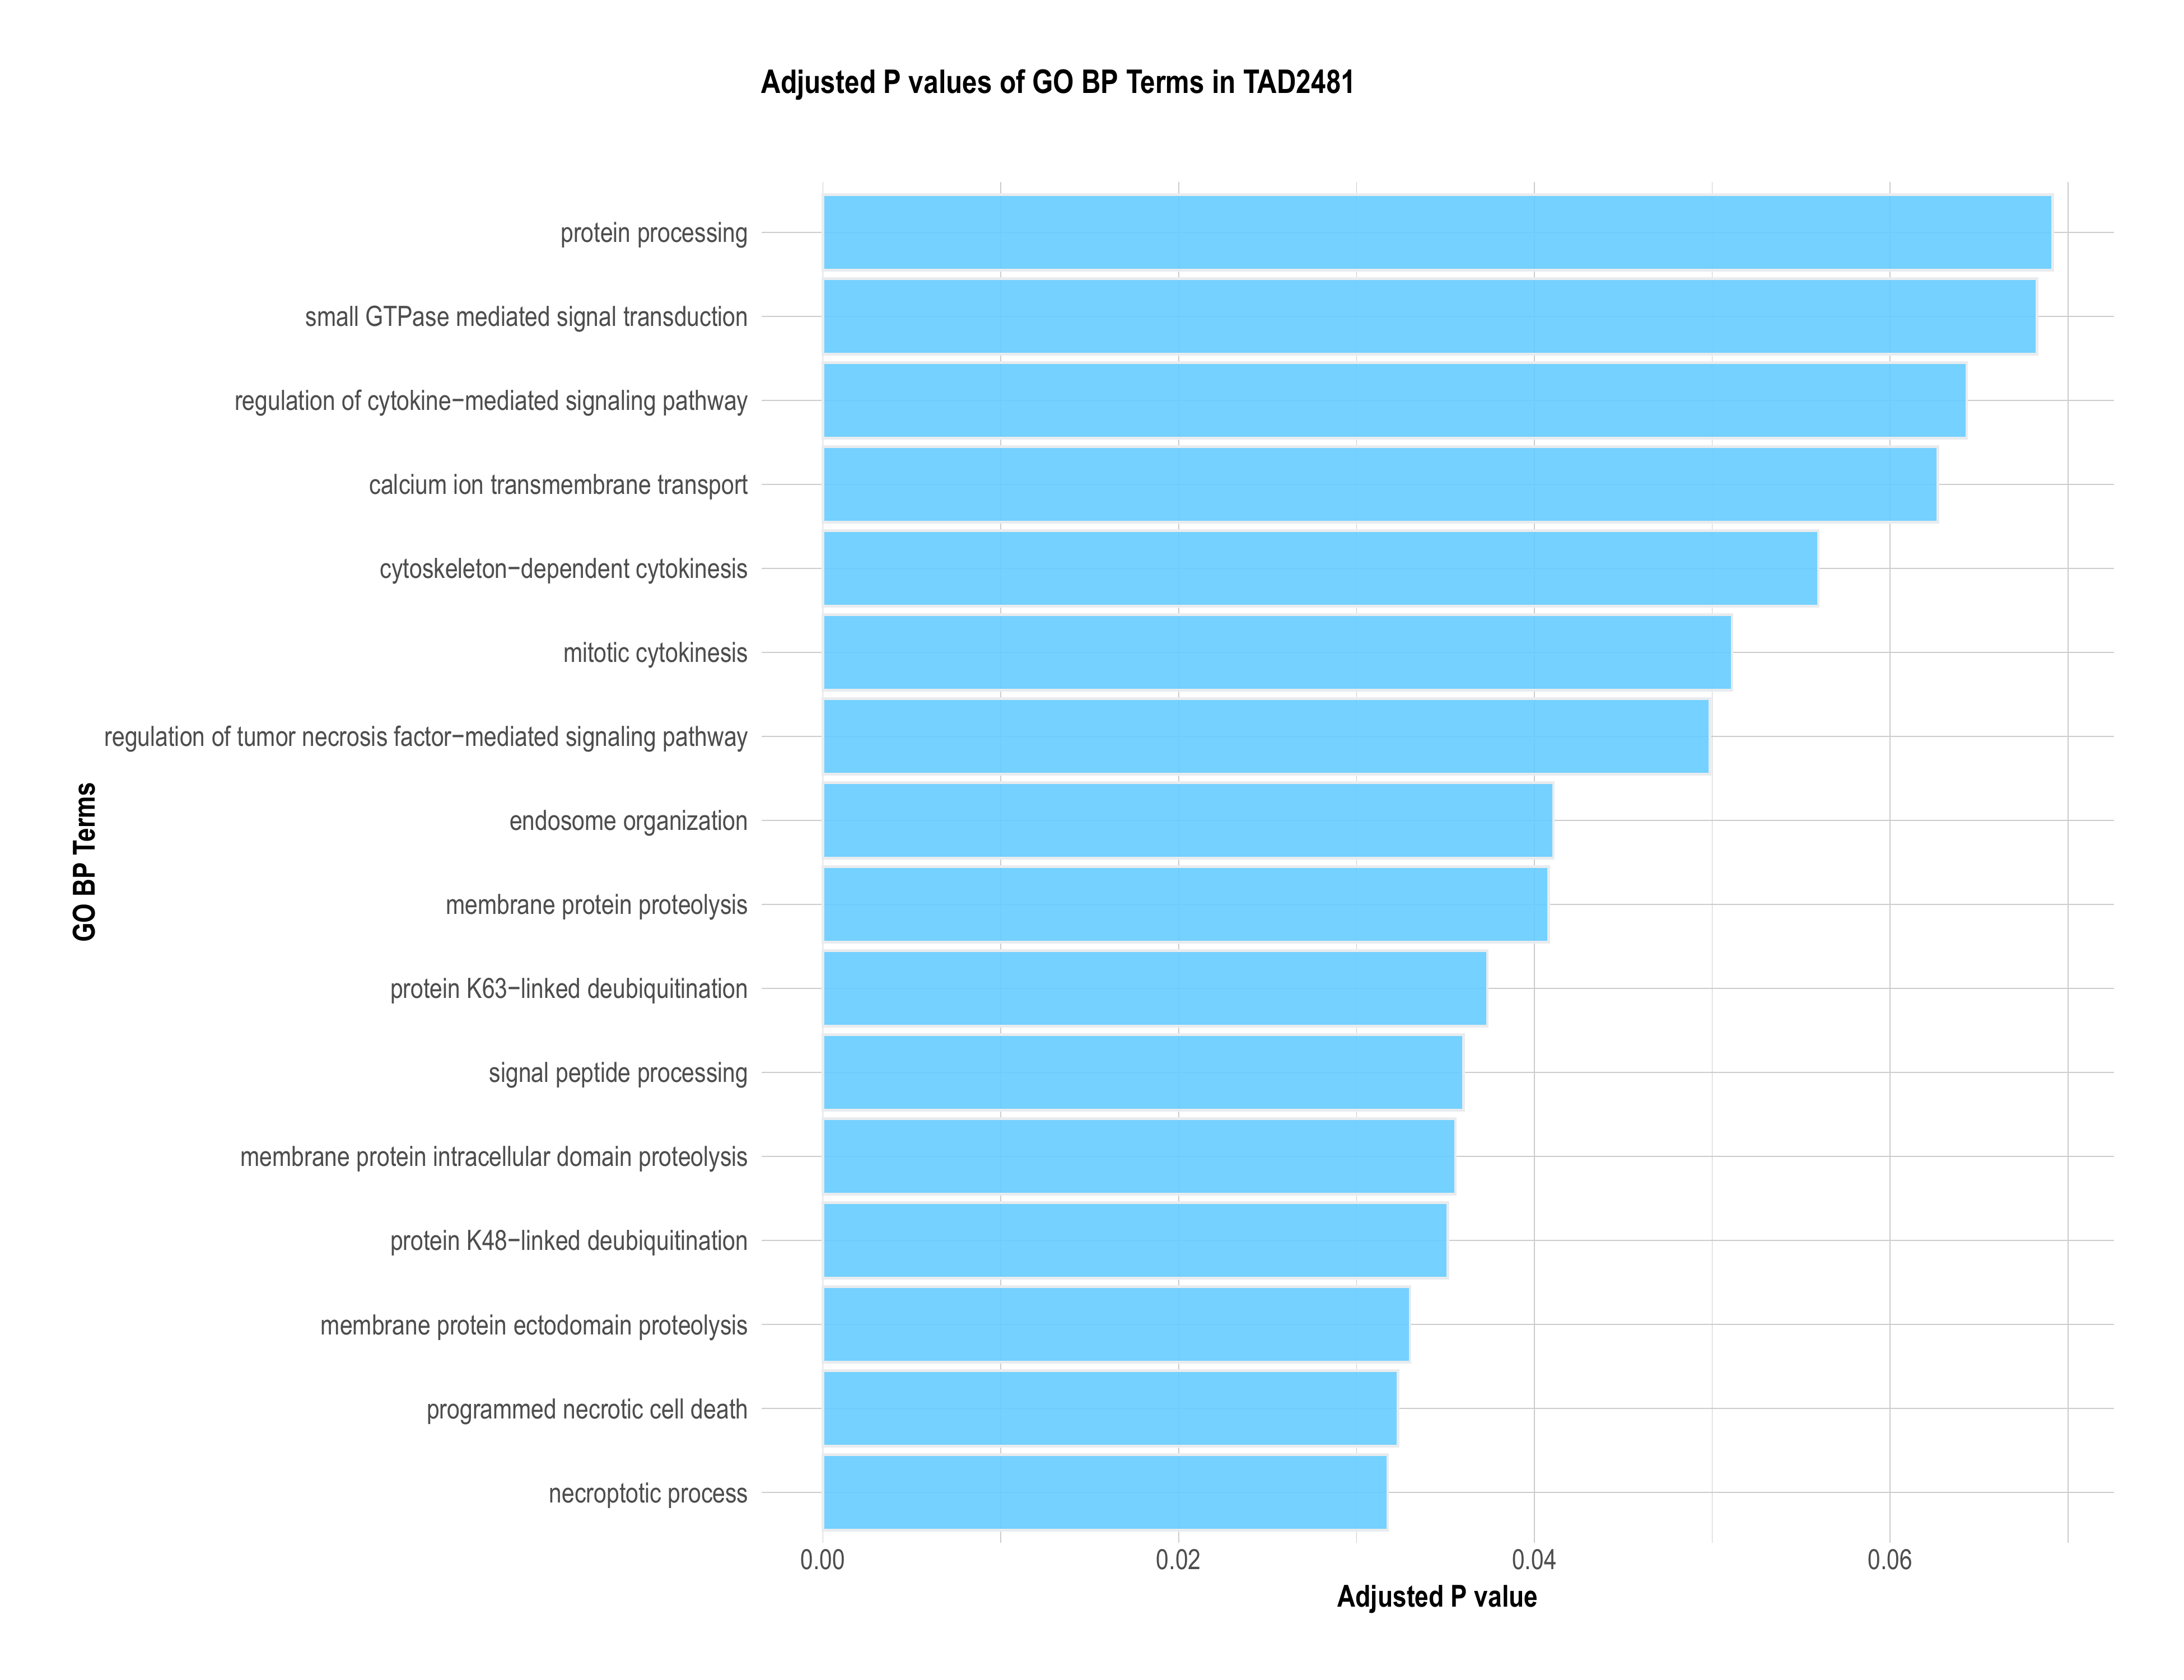 Adjusted P values of GO BP Terms in TAD2481
protein processing
small GTPase mediated signal transduction
regulation of cytokine−mediated signaling pathway
calcium ion transmembrane transport
cytoskeleton−dependent cytokinesis
mitotic cytokinesis
regulation of tumor necrosis factor−mediated signaling pathway
endosome organization
membrane protein proteolysis
protein K63−linked deubiquitination
signal peptide processing
membrane protein intracellular domain proteolysis
protein K48−linked deubiquitination
membrane protein ectodomain proteolysis
programmed necrotic cell death
necroptotic process
GO BP Terms
0.00 0.02 0.04 0.06
Adjusted P value